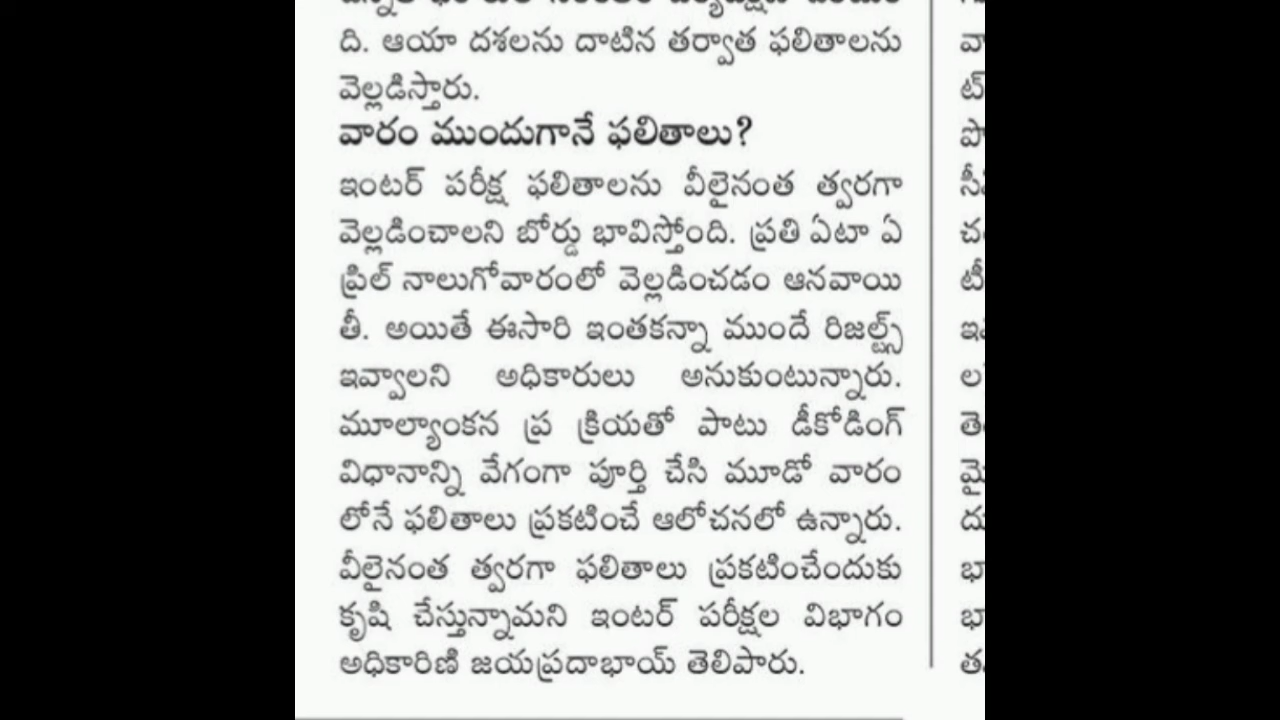 ది. ఆయా దశలను దాటిన తర్వాత ఫలితాలను
వెల్లడిస్తారు.
వారం ముందుగానే ఫలితాలు?
ఇంటర్ పరీక్ష ఫలితాలను వీలైనంత త్వరగా
వెల్లడించాలని బోర్డు భావిస్తోంది. ప్రతి ఏటా ఏ
ప్రిల్ నాలుగోవారంలో వెల్లడించడం ఆనవాయి
తీ. అయితే ఈసారి ఇంతకన్నా ముందే రిజల్ట్స్
ఇవ్వాలని అధికారులు అనుకుంటున్నారు.
మూల్యాంకన ప్ర క్రియతో పాటు డీకోడింగ్
విధానాన్ని వేగంగా పూర్తి చేసి మూడో వారం
లోనే ఫలితాలు ప్రకటించే ఆలోచనలో ఉన్నారు.
వీలైనంత త్వరగా ఫలితాలు ప్రకటించేందుకు
కృషి చేస్తున్నామని ఇంటర్ పరీక్షల విభాగం
అధికారిణి జయప్రదాభాయ్ తెలిపారు.